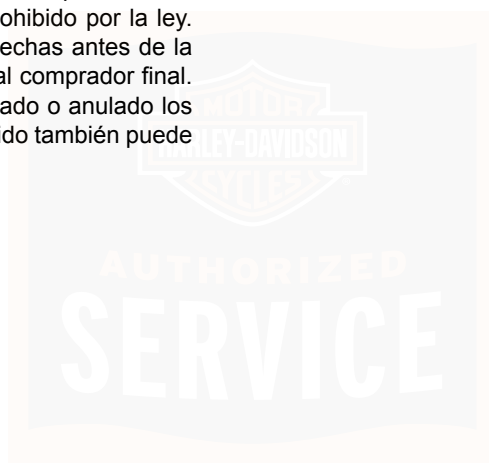 ohibido por la ley.
echas antes de la
al comprador final.
ado o anulado los
ido también puede
MOTOR
HARLEY-DAVIDSON
CYCLES
AUTHORIZED
SERVICE